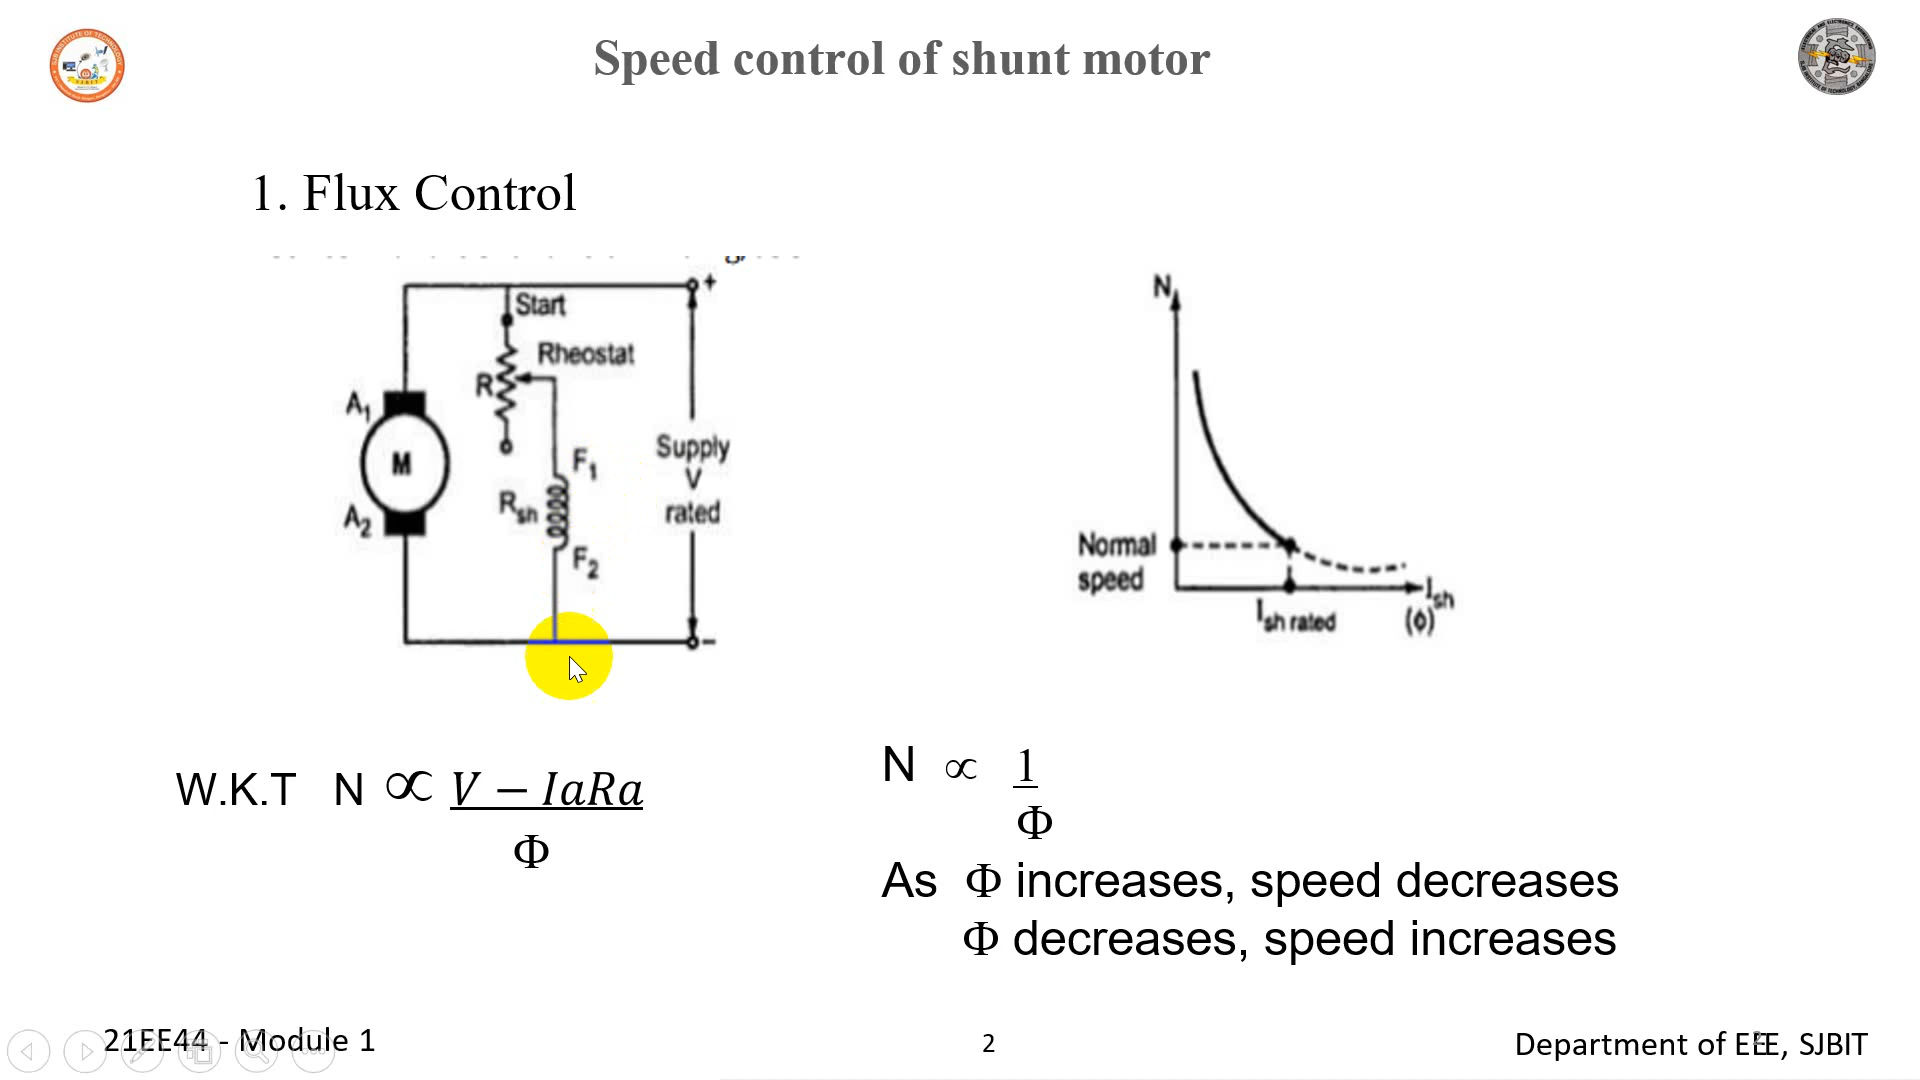 Speed control of shunt motor
1. Flux Control
+
Start
Rheostat
R
A1
M
A2
F1
Rsh
F2
Supply
V
rated
−
N
Normal
speed
Ish rated
Ish
(ϕ)
W.K.T N ∝ V − IaRa
Φ
N ∝ 1
Φ
As Φ increases, speed decreases
Φ decreases, speed increases
21EE44 - Module 1
2
Department of EEE, SJBIT